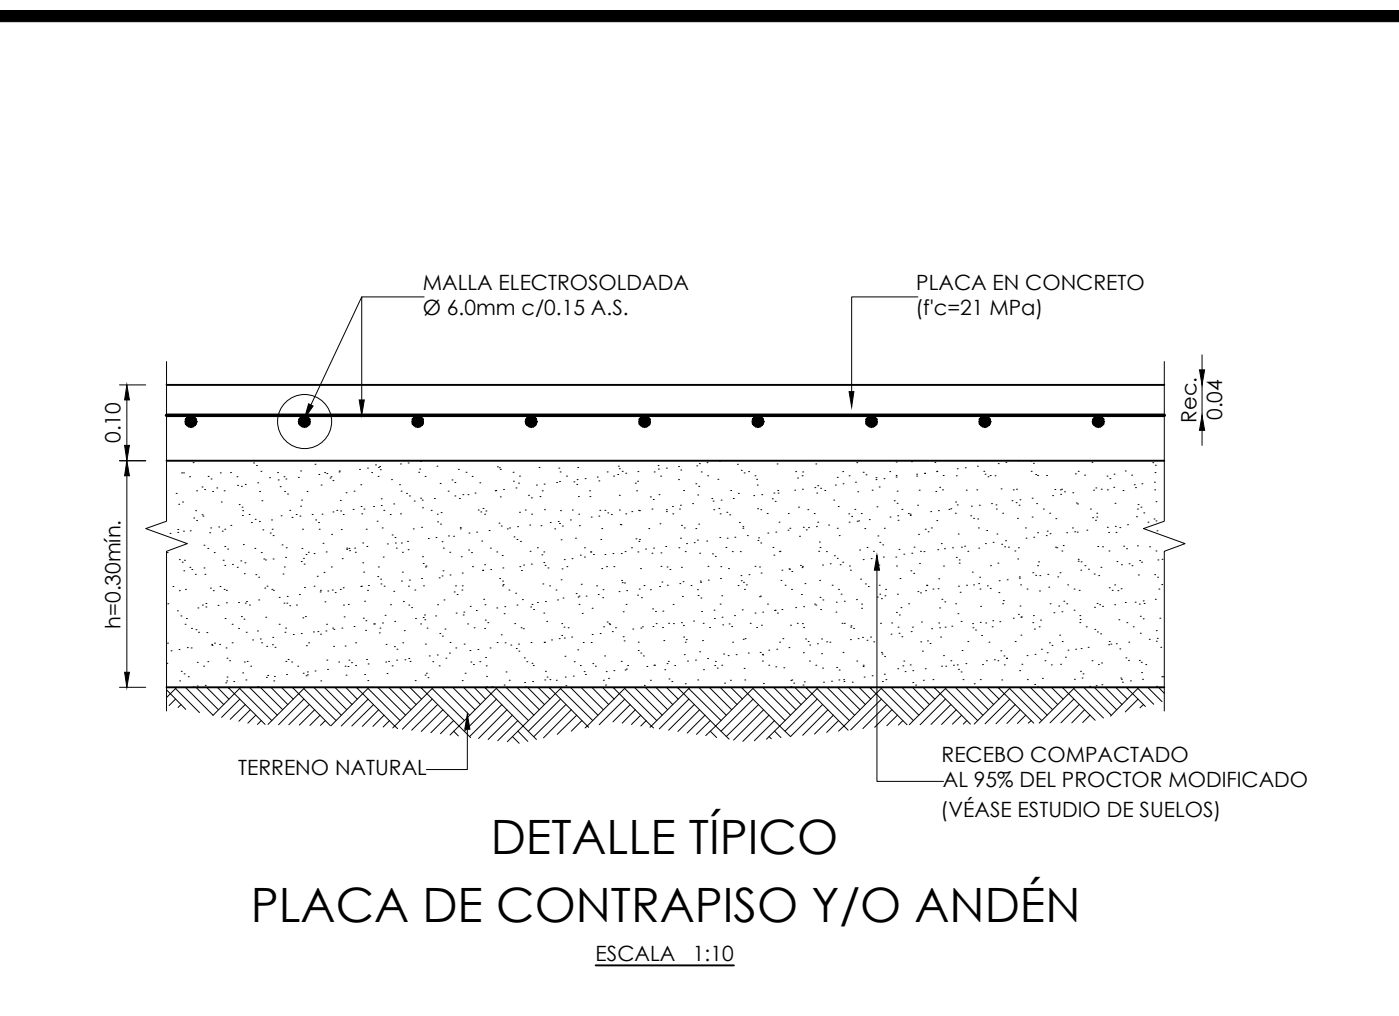 MALLA ELECTROSOLDADA
Ø 6.0mm c/0.15 A.S.
PLACA EN CONCRETO
(f'c=21 MPa)
0.10
Rec.
0.04
h=0.30mín.
TERRENO NATURAL
RECEBO COMPACTADO
AL 95% DEL PROCTOR MODIFICADO
(VÉASE ESTUDIO DE SUELOS)
DETALLE TÍPICO
PLACA DE CONTRAPISO Y/O ANDÉN
ESCALA 1:10